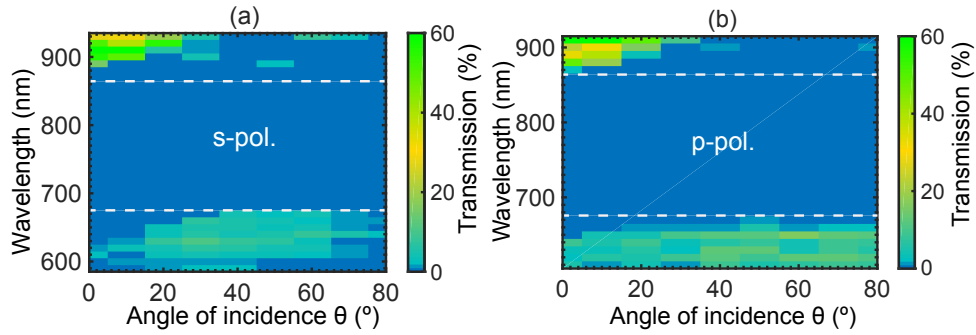 (a)
Wavelength (nm)
900
800
700
600
s-pol.
0 20 40 60 80
Angle of incidence θ (º)
60
40
20
0
Transmission (%)
(b)
Wavelength (nm)
900
800
700
p-pol.
0 20 40 60 80
Angle of incidence θ (º)
60
40
20
0
Transmission (%)